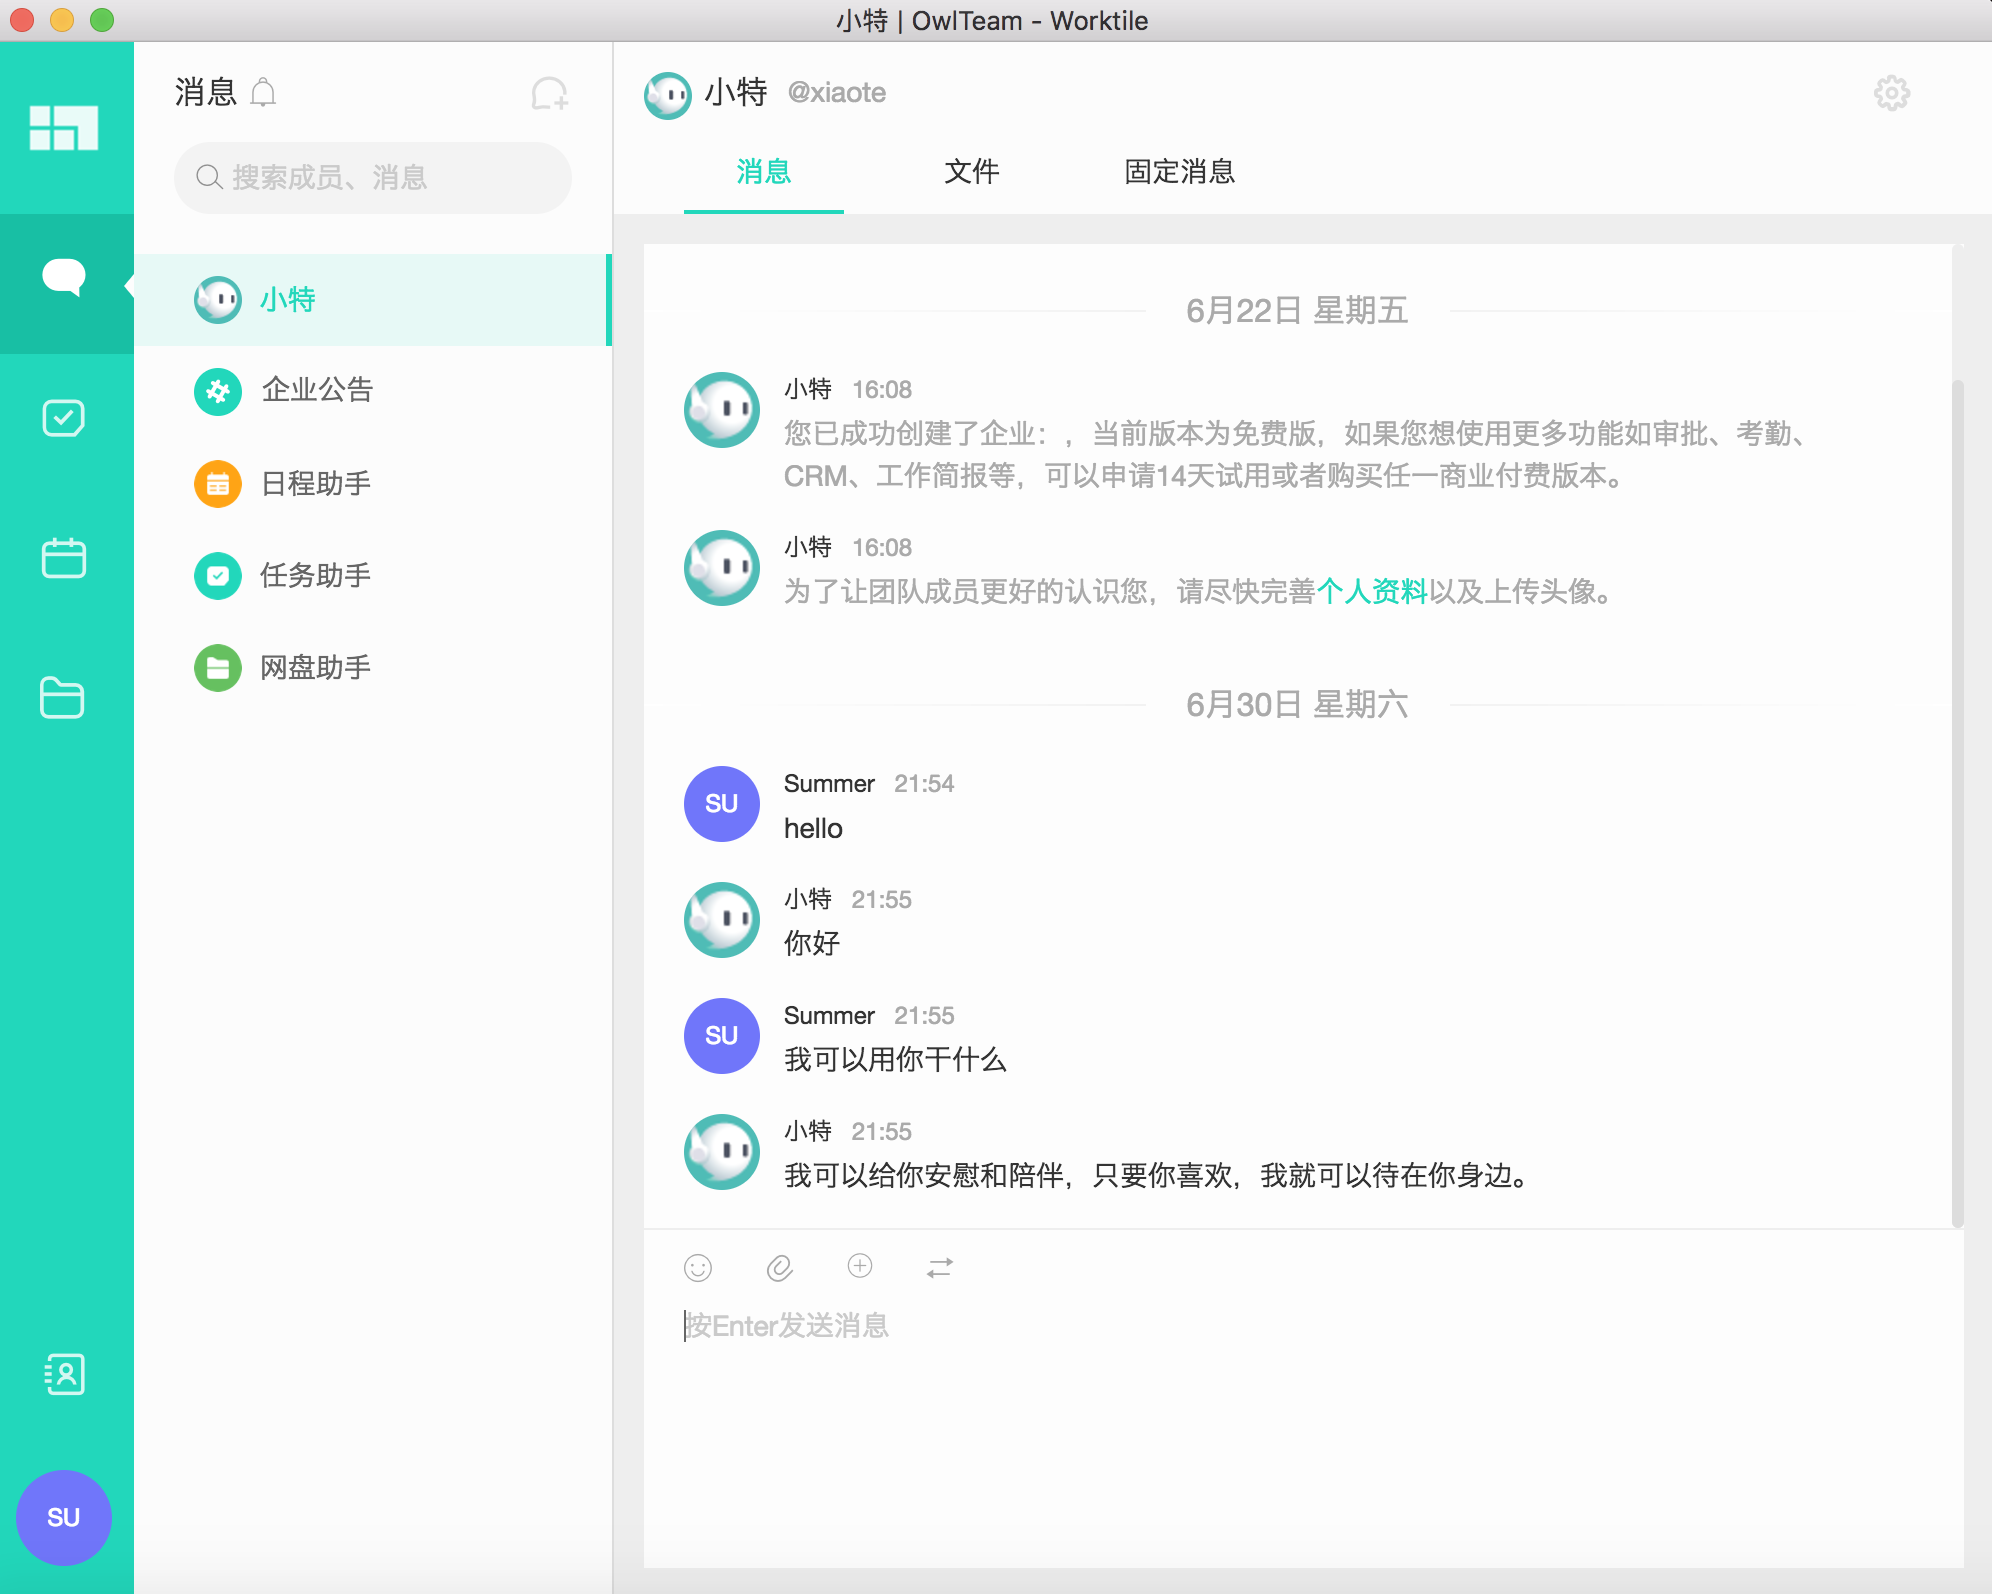 小特 | OwlTeam - Worktile
消息
搜索成员、消息
小特
企业公告
日程助手
任务助手
网盘助手
SU
小特 @xiaote
消息 文件 固定消息
6月22日 星期五
小特 16:08
您已成功创建了企业：，当前版本为免费版，如果您想使用更多功能如审批、考勤、
CRM、工作简报等，可以申请14天试用或者购买任一商业付费版本。
小特 16:08
为了让团队成员更好的认识您，请尽快完善个人资料以及上传头像。
6月30日 星期六
SU
Summer 21:54
hello
小特 21:55
你好
SU
Summer 21:55
我可以用你干什么
小特 21:55
我可以给你安慰和陪伴，只要你喜欢，我就可以待在你身边。
按Enter发送消息